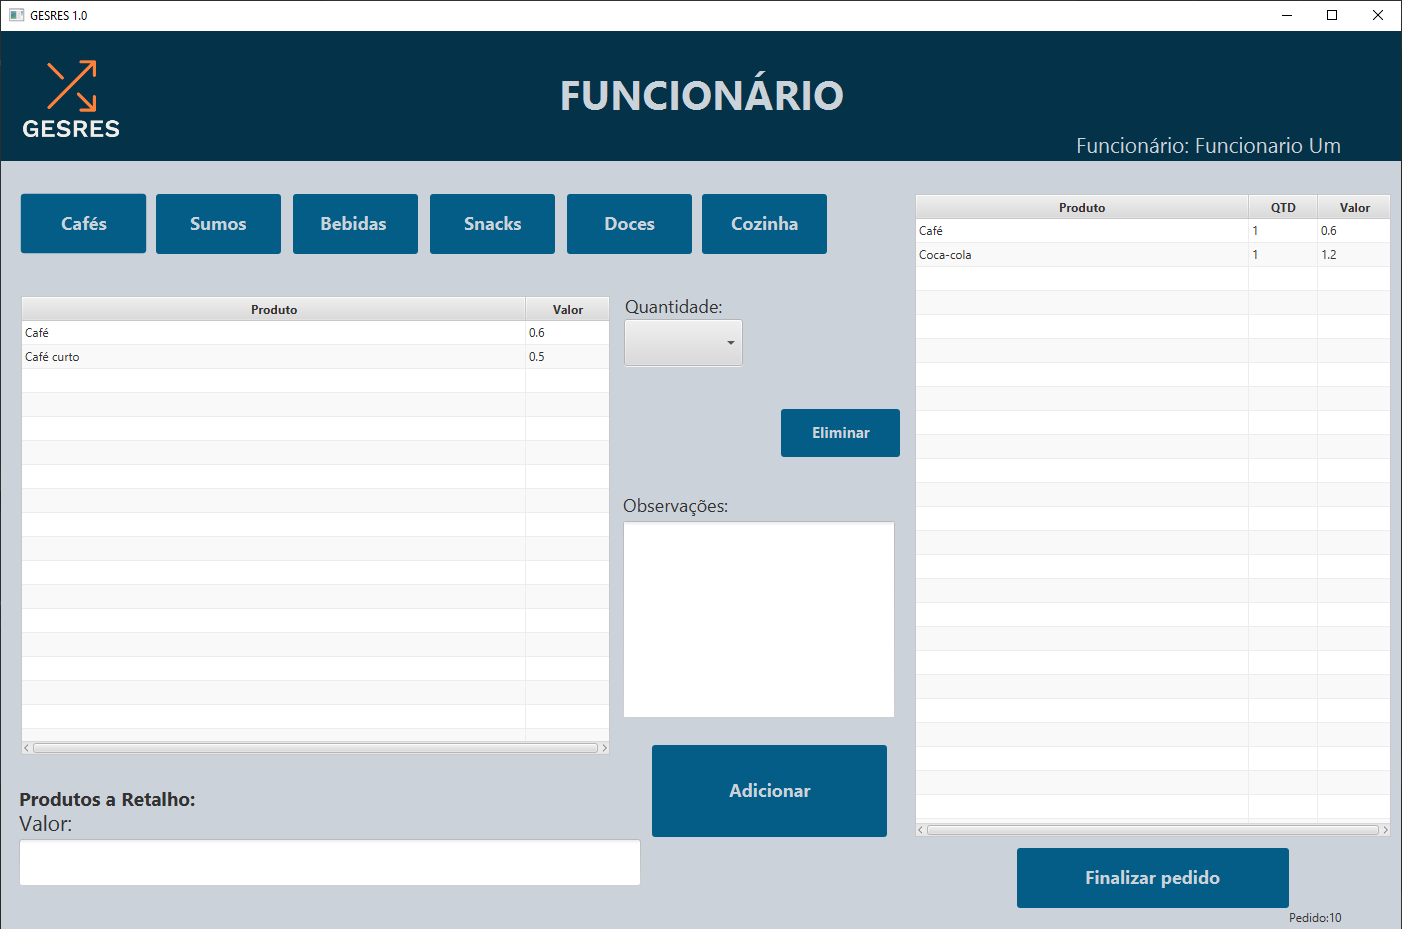 GESRES 1.0
GESRES
FUNCIONÁRIO
Funcionário: Funcionario Um
Cafés Sumos Bebidas Snacks Doces Cozinha
Produto Valor
Café 0.6
Café curto 0.5
Quantidade:
Eliminar
Observações:
Adicionar
Produtos a Retalho:
Valor:
Produto QTD Valor
Café 1 0.6
Coca-cola 1 1.2
Finalizar pedido
Pedido:10